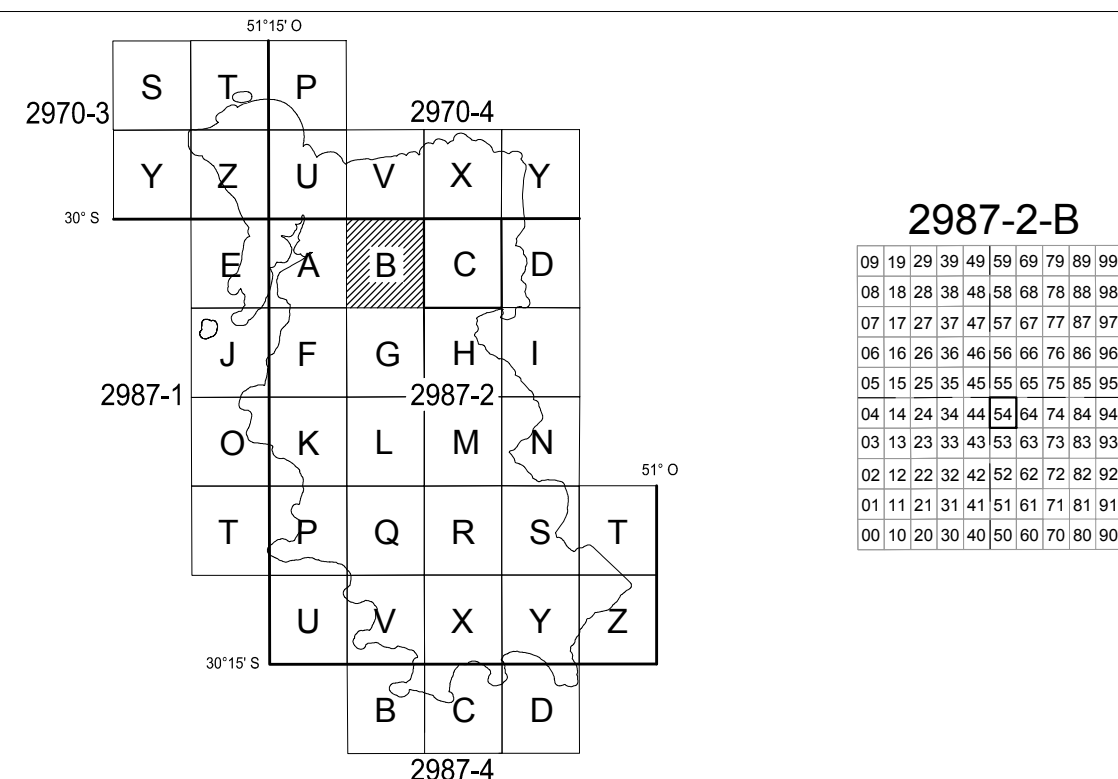 51°15' O
S T P
2970-3 2970-4
Y Z U V X Y
30° S
E A B C D
J F G H I
2987-1 2987-2
O K L M N
51° O
T P Q R S T
U V X Y Z
30°15' S
B C D
2987-4
2987-2-B
09 19 29 39 49 59 69 79 89 99
08 18 28 38 48 58 68 78 88 98
07 17 27 37 47 57 67 77 87 97
06 16 26 36 46 56 66 76 86 96
05 15 25 35 45 55 65 75 85 95
04 14 24 34 44 54 64 74 84 94
03 13 23 33 43 53 63 73 83 93
02 12 22 32 42 52 62 72 82 92
01 11 21 31 41 51 61 71 81 91
00 10 20 30 40 50 60 70 80 90